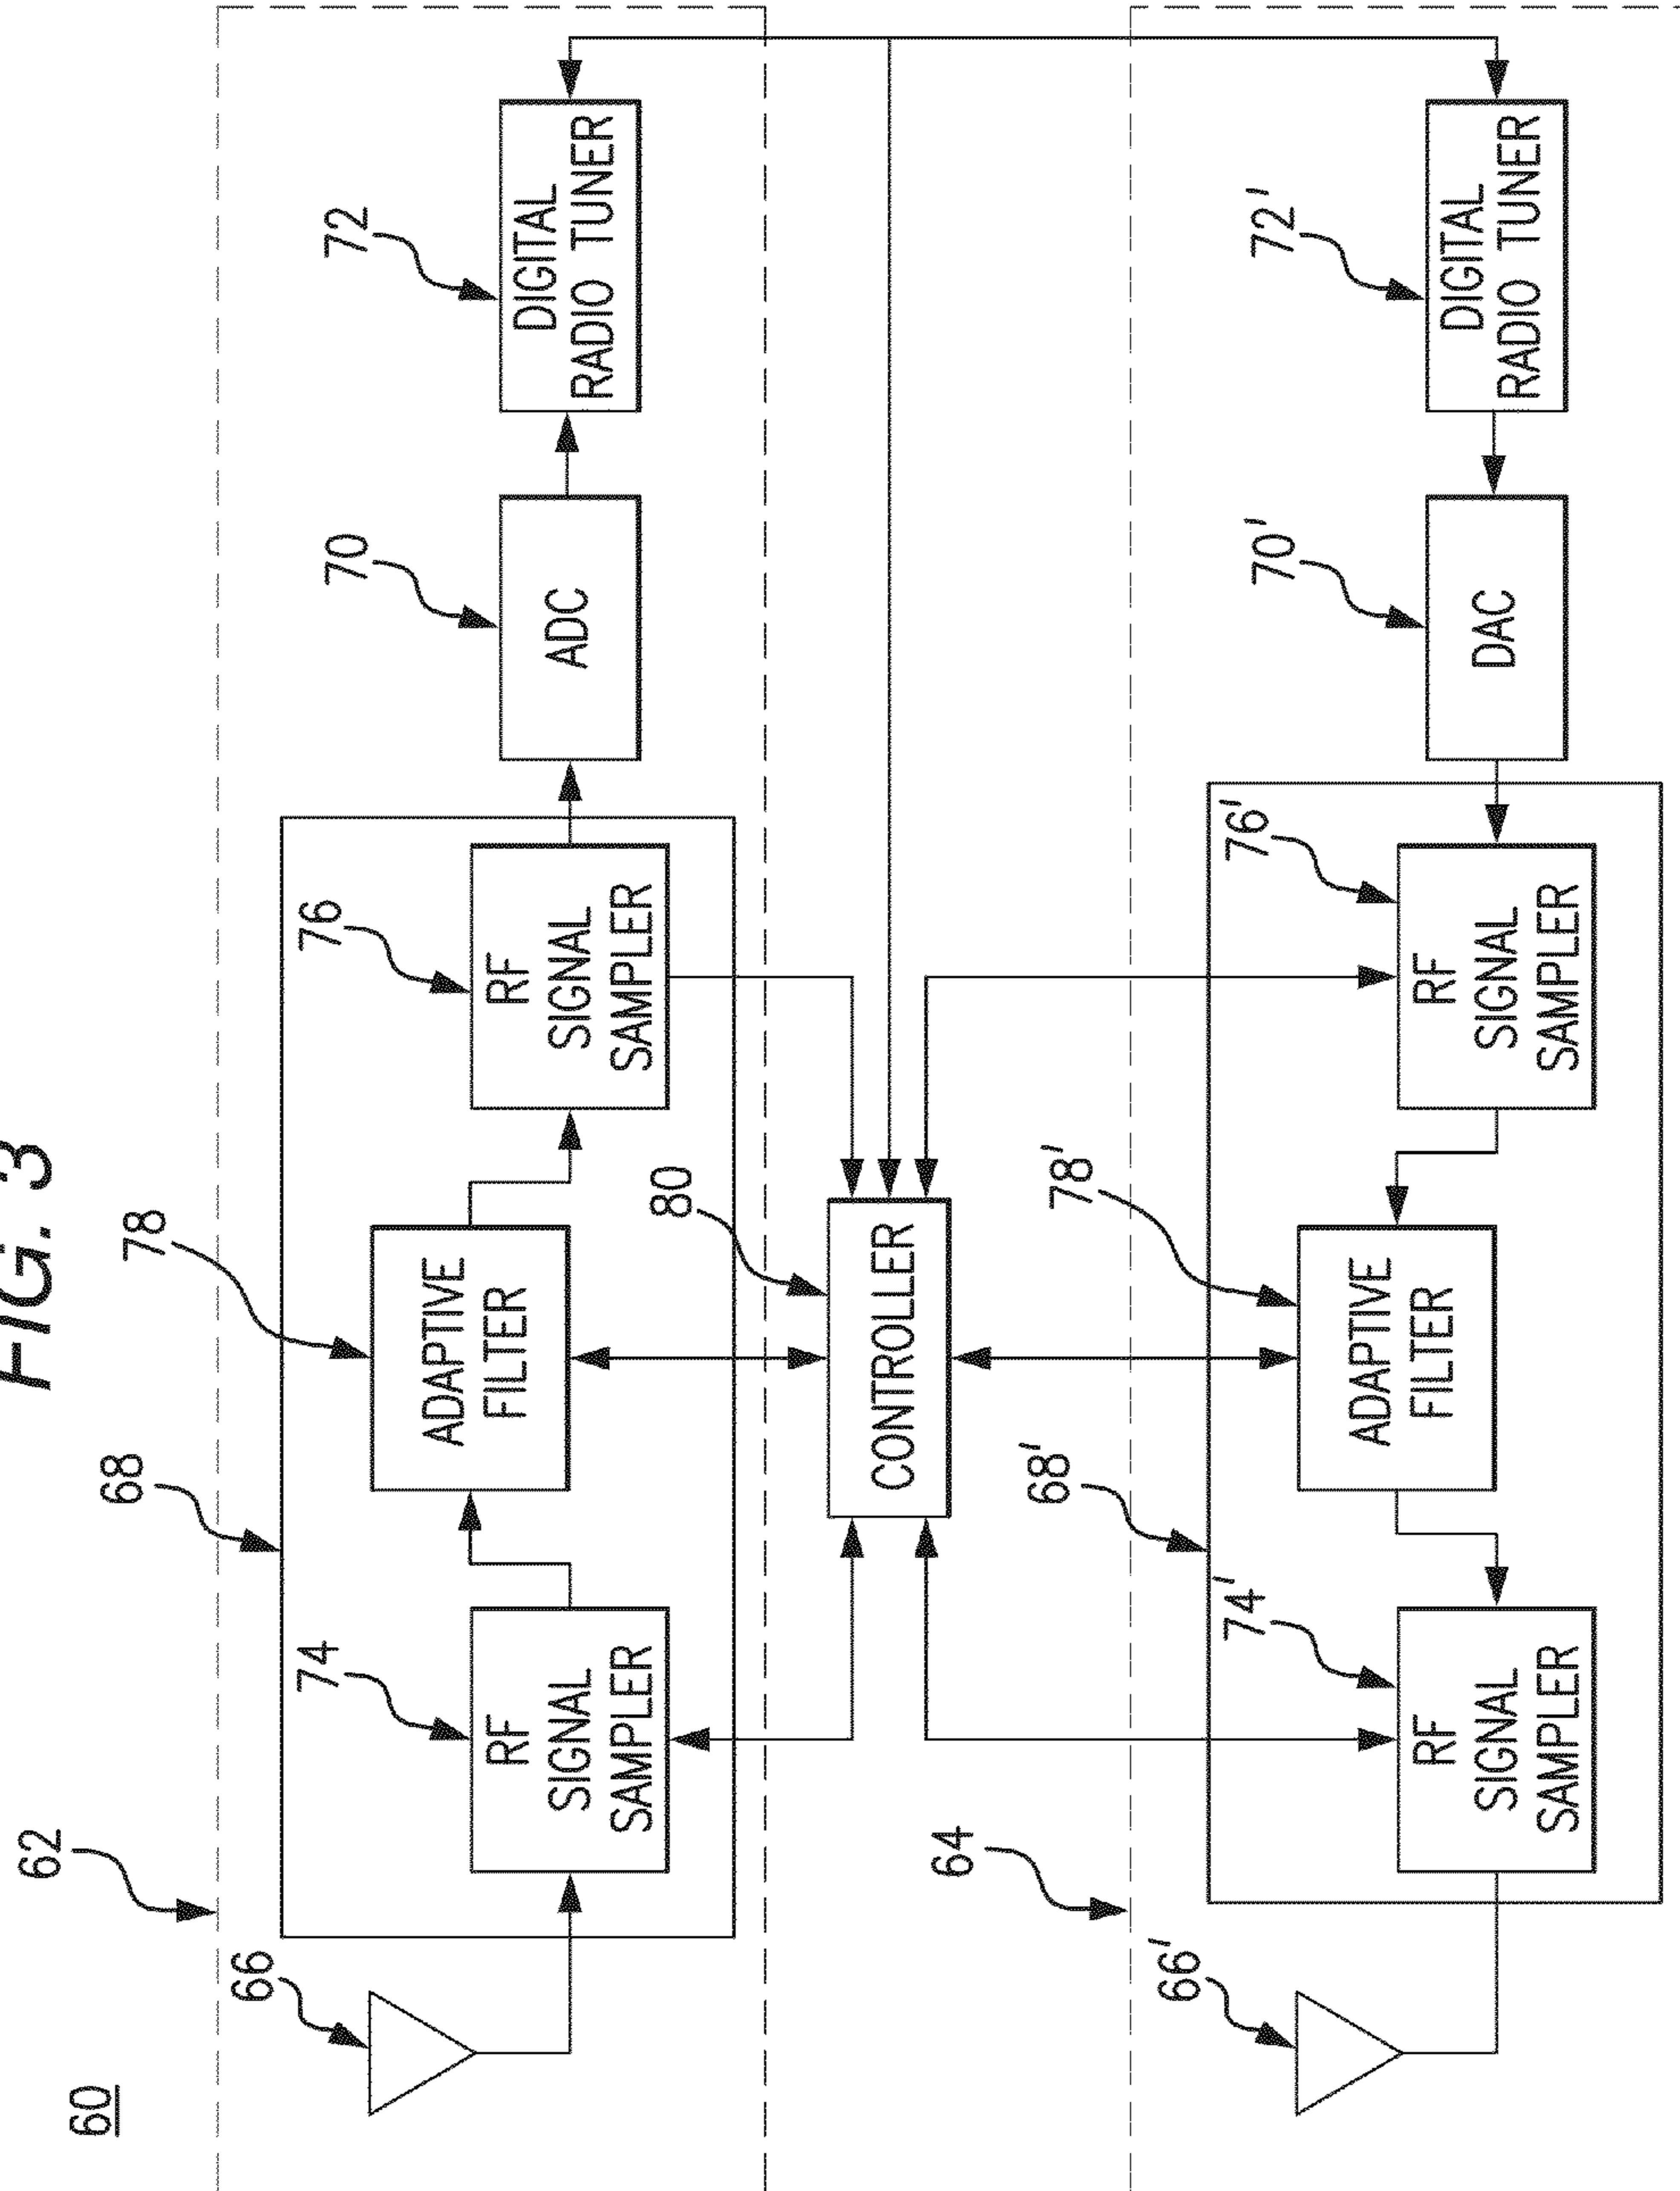 FIG. 3
60
62
66
68
74
RF
SIGNAL
SAMPLER
78
ADAPTIVE
FILTER
76
RF
SIGNAL
SAMPLER
70
ADC
72
DIGITAL
RADIO TUNER
80
CONTROLLER
64
66'
68'
74'
RF
SIGNAL
SAMPLER
78'
ADAPTIVE
FILTER
76'
RF
SIGNAL
SAMPLER
70'
DAC
72'
DIGITAL
RADIO TUNER